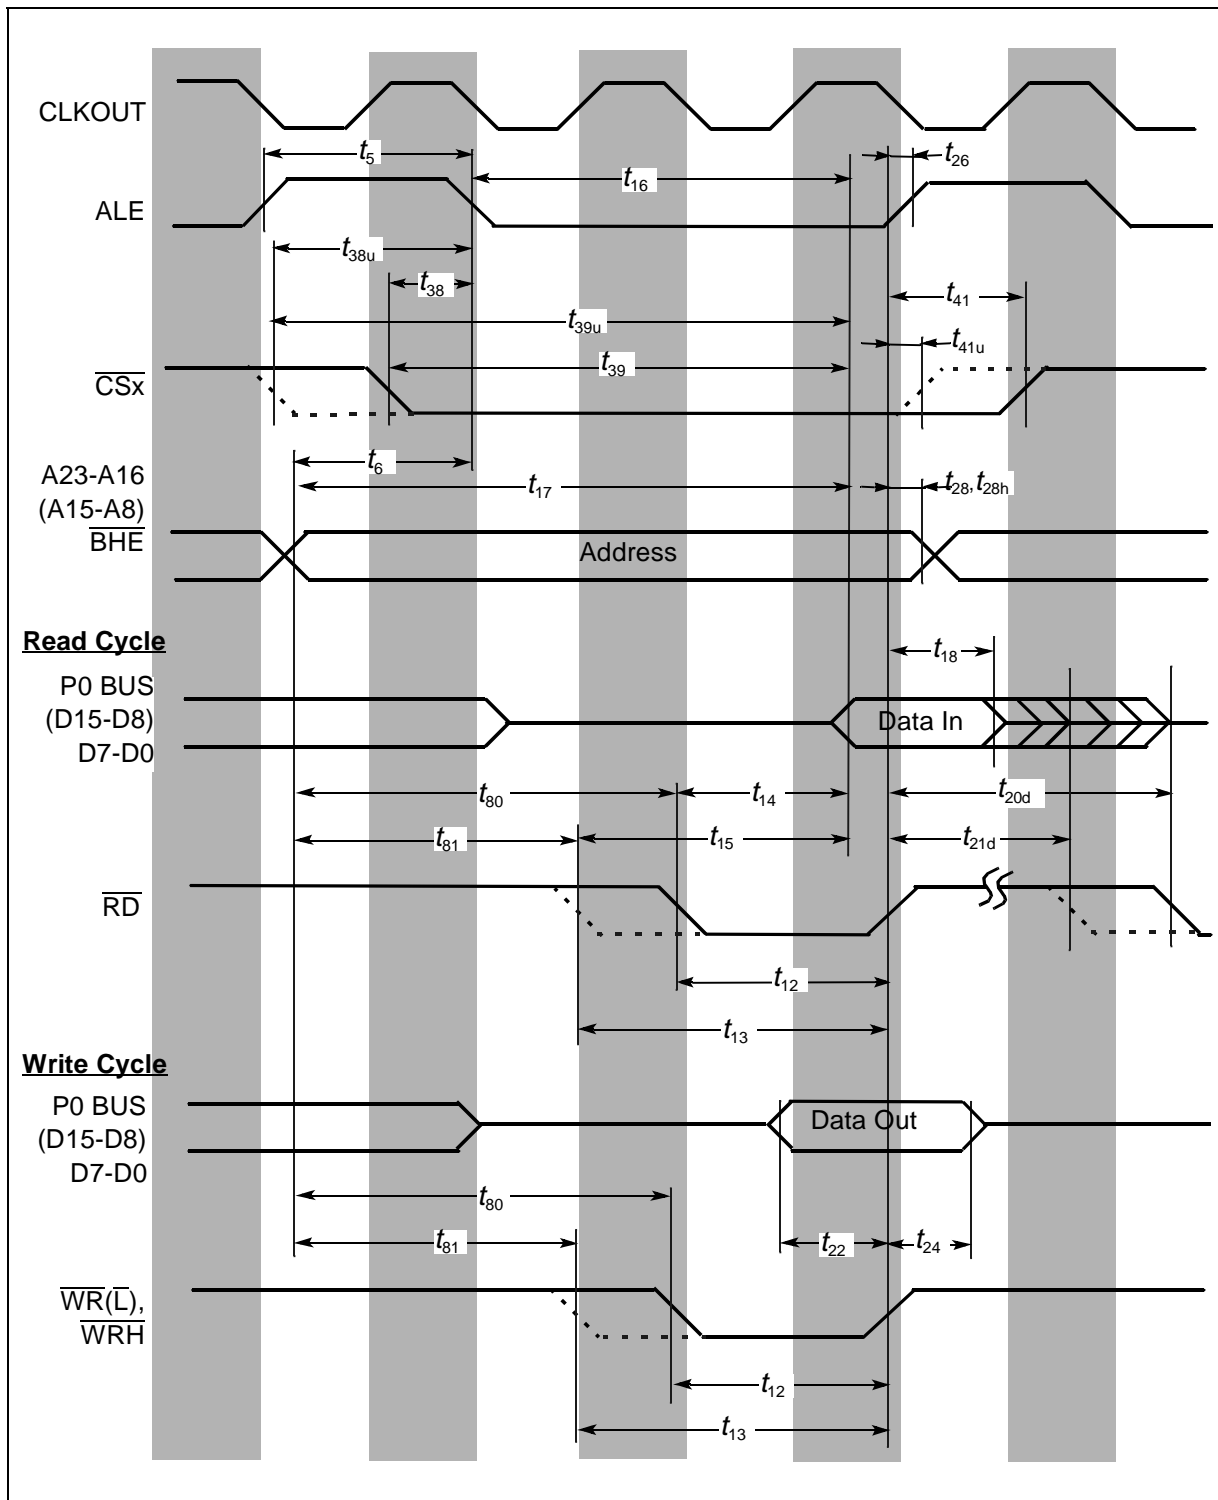 CLKOUT
t5
t26
t16
ALE
t38u
t38
t41
t39u
t41u
t39
CSx
t6
A23-A16
t17
t28, t28h
(A15-A8)
BHE
Address
Read Cycle
t18
P0 BUS
(D15-D8)
Data In
D7-D0
t80
t14
t20d
t81
t15
t21d
RD
t12
t13
Write Cycle
P0 BUS
Data Out
(D15-D8)
D7-D0
t80
t81
t22
t24
WR(L),
WRH
t12
t13